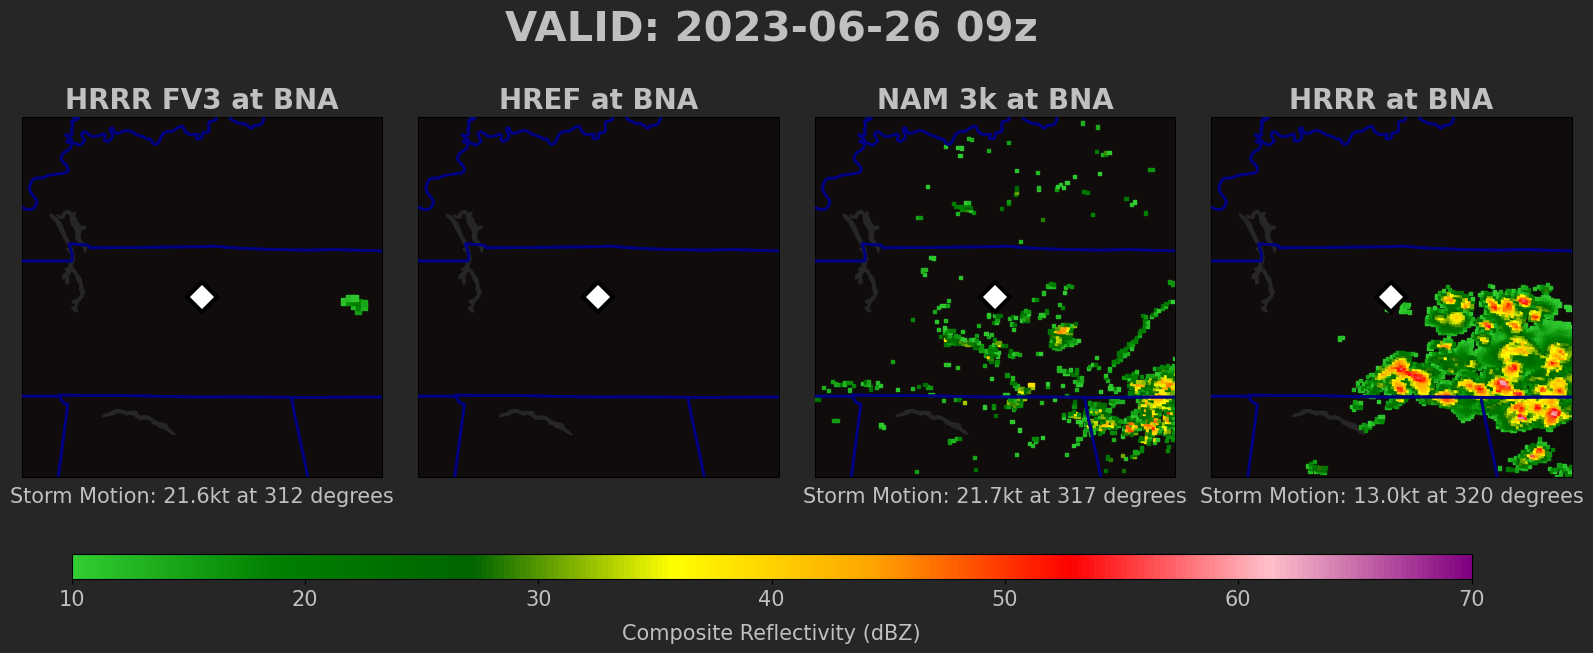 VALID: 2023-06-26 09z
HRRR FV3 at BNA
HREF at BNA
NAM 3k at BNA
HRRR at BNA
Storm Motion: 21.6kt at 312 degrees
Storm Motion: 21.7kt at 317 degrees
Storm Motion: 13.0kt at 320 degrees
10 20 30 40 50 60 70
Composite Reflectivity (dBZ)